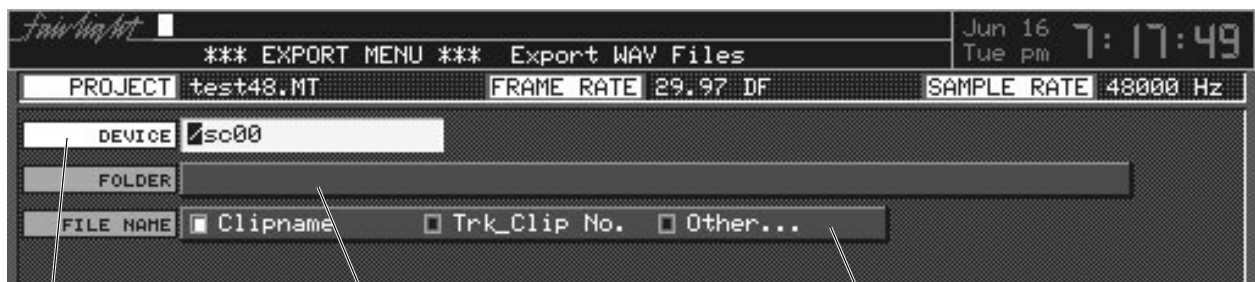 fairlight
*** EXPORT MENU *** Export WAV Files
Jun 16
Tue pm
7:17:49
PROJECT test48.MT FRAME RATE 29.97 DF SAMPLE RATE 48000 Hz
DEVICE /sc00
FOLDER
FILE NAME Clipname Trk_Clip No. Other...